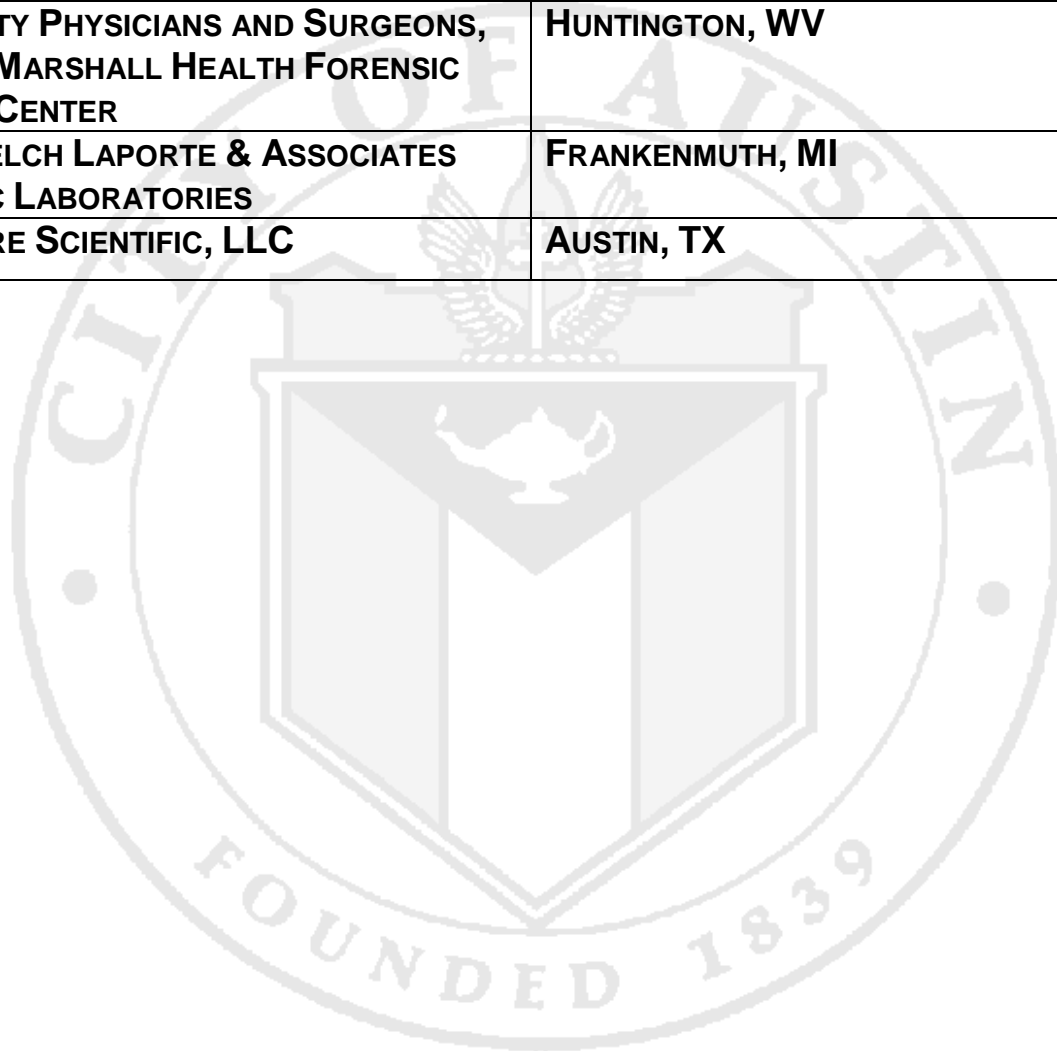 TY PHYSICIANS AND SURGEONS,
HUNTINGTON, WV
MARSHALL HEALTH FORENSIC
CENTER
ELCH LAPORTE & ASSOCIATES
FRANKENMUTH, MI
C LABORATORIES
RE SCIENTIFIC, LLC
AUSTIN, TX
CITY OF AUSTIN
FOUNDED 1839